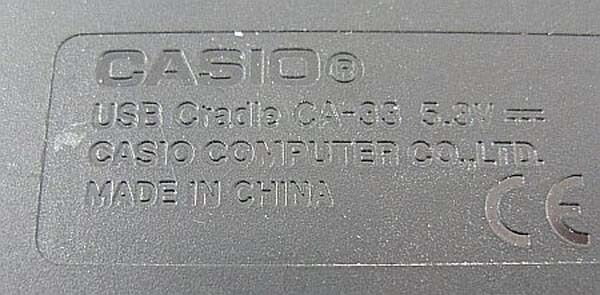 CASIO®
USB Cradle CA-33 5.3V ⎓
CASIO COMPUTER CO.,LTD.
MADE IN CHINA
CE